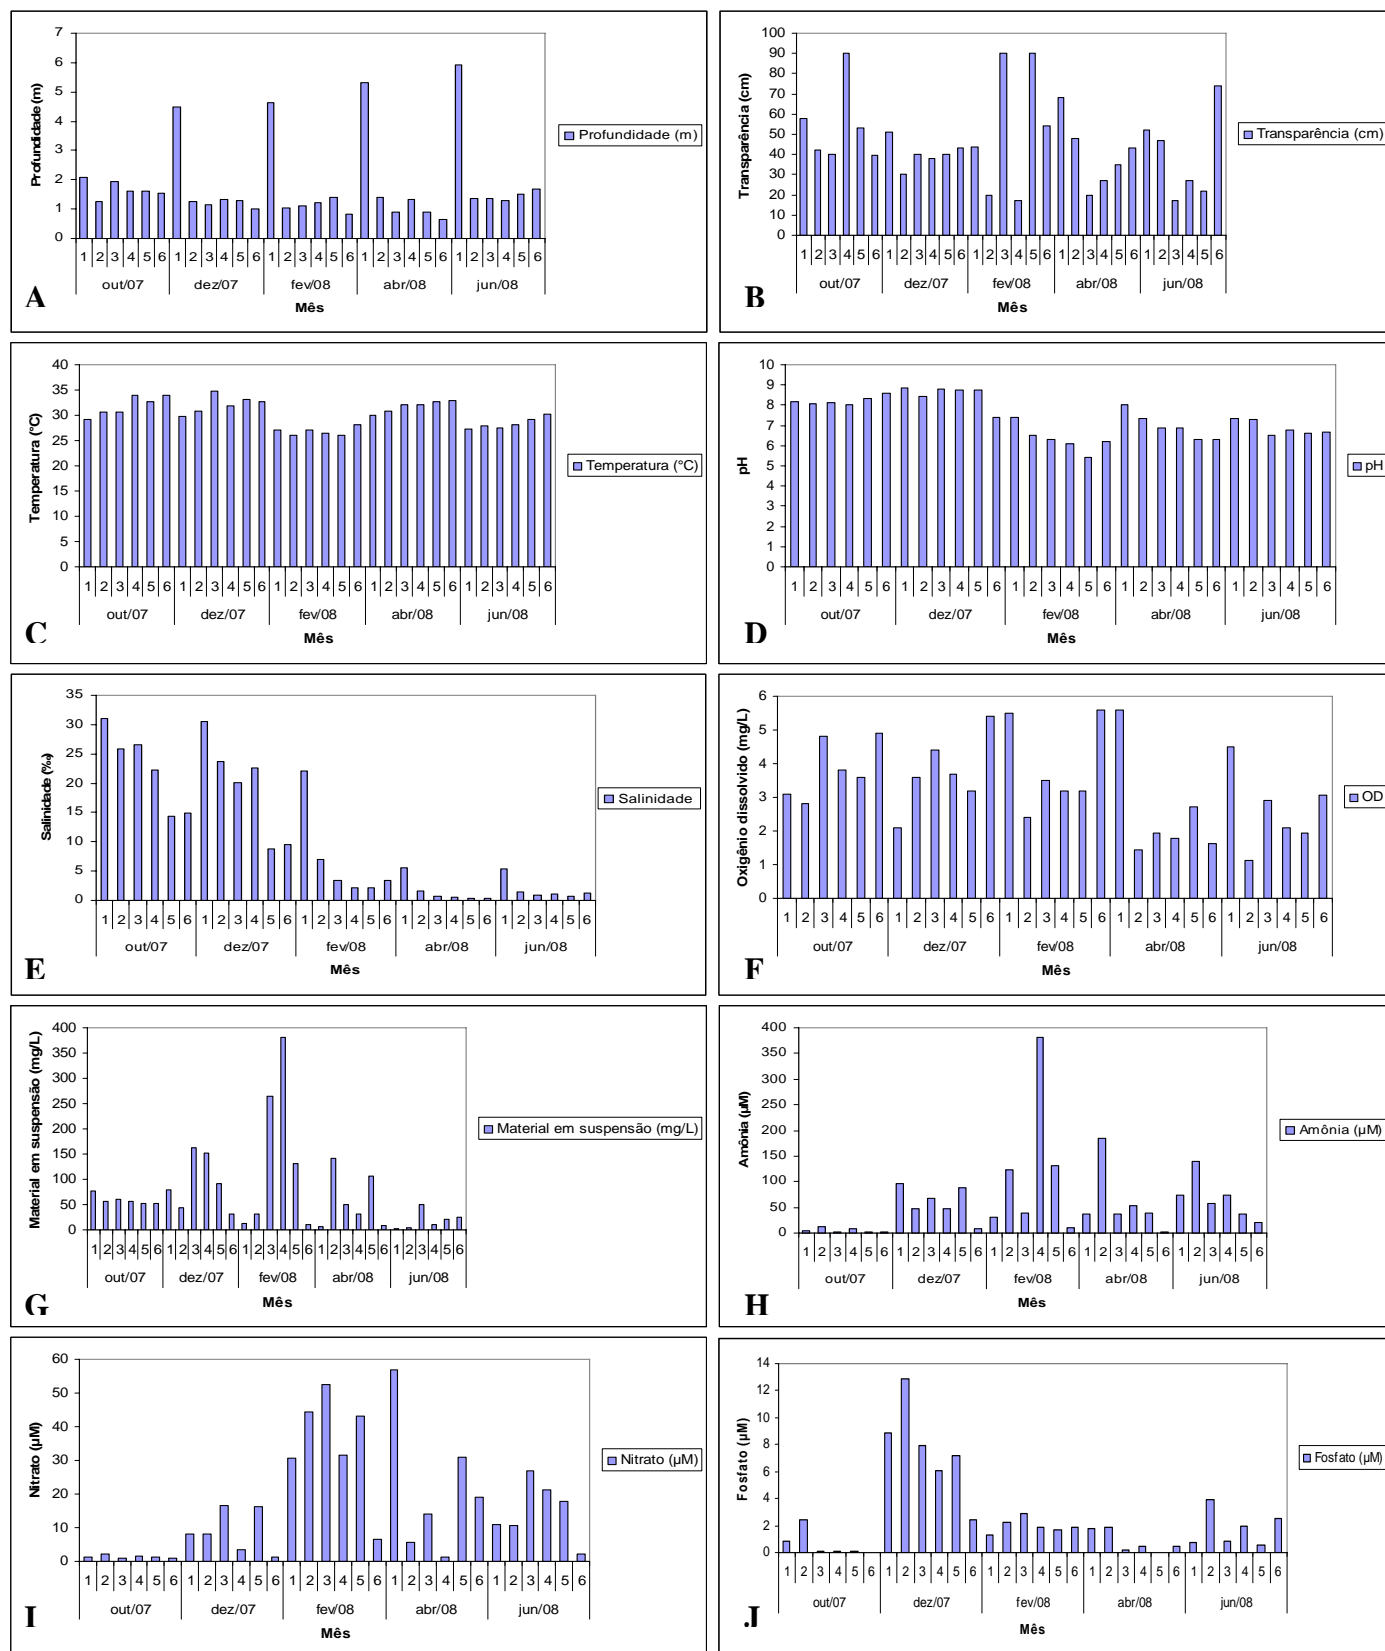 7
6
5
4
3
2
1
0
Profundidade (m)
Profundidade (m)
1 2 3 4 5 6 1 2 3 4 5 6 1 2 3 4 5 6 1 2 3 4 5 6 1 2 3 4 5 6
out/07 dez/07 fev/08 abr/08 jun/08
Mês
A
100
90
80
70
60
50
40
30
20
10
0
Transparência (cm)
Transparência (cm)
1 2 3 4 5 6 1 2 3 4 5 6 1 2 3 4 5 6 1 2 3 4 5 6 1 2 3 4 5 6
out/07 dez/07 fev/08 abr/08 jun/08
Mês
B
40
35
30
25
20
15
10
5
0
Temperatura (°C)
Temperatura (°C)
1 2 3 4 5 6 1 2 3 4 5 6 1 2 3 4 5 6 1 2 3 4 5 6 1 2 3 4 5 6
out/07 dez/07 fev/08 abr/08 jun/08
Mês
C
10
9
8
7
6
5
4
3
2
1
0
pH
pH
1 2 3 4 5 6 1 2 3 4 5 6 1 2 3 4 5 6 1 2 3 4 5 6 1 2 3 4 5 6
out/07 dez/07 fev/08 abr/08 jun/08
Mês
D
35
30
25
20
15
10
5
0
Salinidade (‰)
Salinidade
1 2 3 4 5 6 1 2 3 4 5 6 1 2 3 4 5 6 1 2 3 4 5 6 1 2 3 4 5 6
out/07 dez/07 fev/08 abr/08 jun/08
Mês
E
6
5
4
3
2
1
0
Oxigênio dissolvido (mg/L)
OD
1 2 3 4 5 6 1 2 3 4 5 6 1 2 3 4 5 6 1 2 3 4 5 6 1 2 3 4 5 6
out/07 dez/07 fev/08 abr/08 jun/08
Mês
F
400
350
300
250
200
150
100
50
0
Material em suspensão (mg/L)
Material em suspensão (mg/L)
1 2 3 4 5 6 1 2 3 4 5 6 1 2 3 4 5 6 1 2 3 4 5 6 1 2 3 4 5 6
out/07 dez/07 fev/08 abr/08 jun/08
Mês
G
400
350
300
250
200
150
100
50
0
Amônia (µM)
Amônia (µM)
1 2 3 4 5 6 1 2 3 4 5 6 1 2 3 4 5 6 1 2 3 4 5 6 1 2 3 4 5 6
out/07 dez/07 fev/08 abr/08 jun/08
Mês
H
60
50
40
30
20
10
0
Nitrato (µM)
Nitrato (µM)
1 2 3 4 5 6 1 2 3 4 5 6 1 2 3 4 5 6 1 2 3 4 5 6 1 2 3 4 5 6
out/07 dez/07 fev/08 abr/08 jun/08
Mês
I
14
12
10
8
6
4
2
0
Fosfato (µM)
Fosfato (µM)
1 2 3 4 5 6 1 2 3 4 5 6 1 2 3 4 5 6 1 2 3 4 5 6 1 2 3 4 5 6
out/07 dez/07 fev/08 abr/08 jun/08
Mês
J